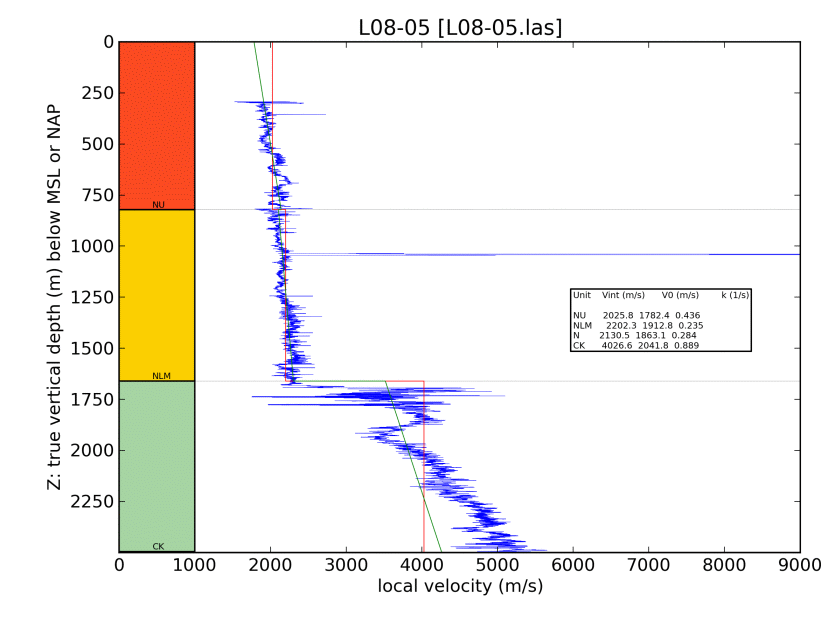 L08-05 [L08-05.las]
0
250
500
750
1000
1250
1500
1750
2000
2250
Z: true vertical depth (m) below MSL or NAP
NU
NLM
CK
Unit Vint (m/s) V0 (m/s) k (1/s)
NU 2025.8 1782.4 0.436
NLM 2202.3 1912.8 0.235
N 2130.5 1863.1 0.284
CK 4026.6 2041.8 0.889
0 1000 2000 3000 4000 5000 6000 7000 8000 9000
local velocity (m/s)